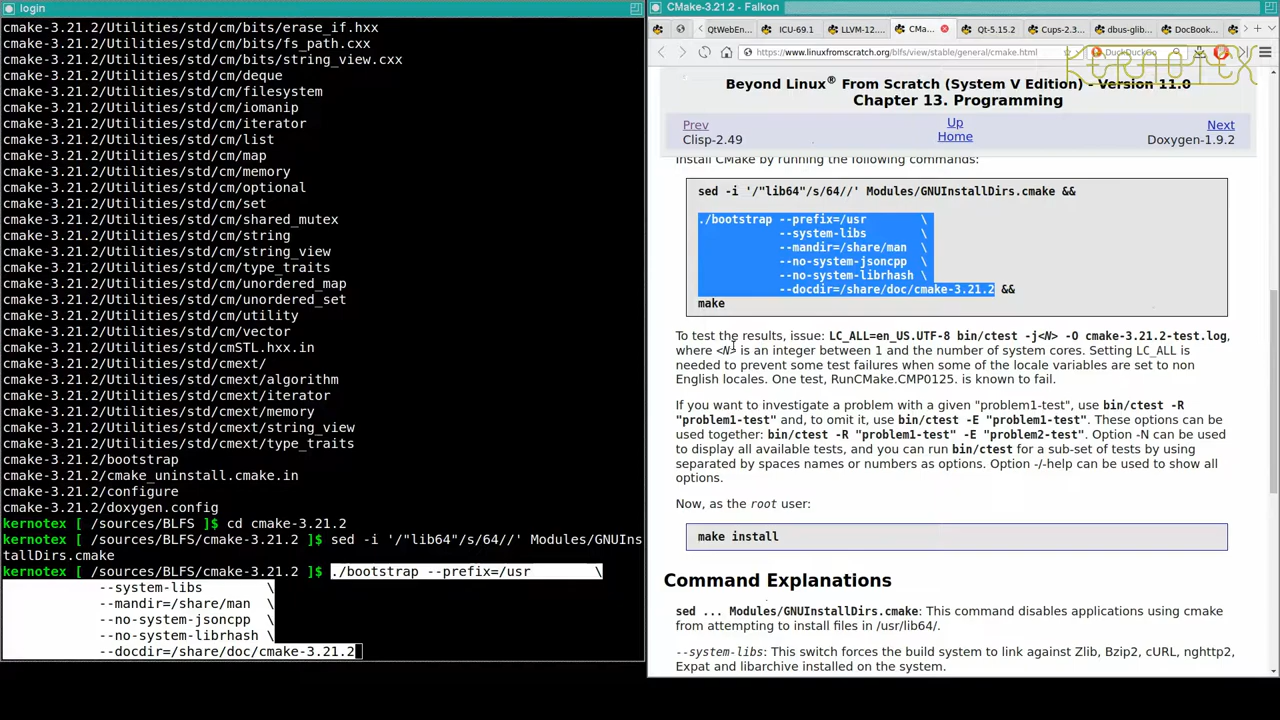 login
cmake-3.21.2/Utilities/std/cm/bits/erase_if.hxx
cmake-3.21.2/Utilities/std/cm/bits/fs_path.cxx
cmake-3.21.2/Utilities/std/cm/bits/string_view.cxx
cmake-3.21.2/Utilities/std/cm/deque
cmake-3.21.2/Utilities/std/cm/filesystem
cmake-3.21.2/Utilities/std/cm/iomanip
cmake-3.21.2/Utilities/std/cm/iterator
cmake-3.21.2/Utilities/std/cm/list
cmake-3.21.2/Utilities/std/cm/map
cmake-3.21.2/Utilities/std/cm/memory
cmake-3.21.2/Utilities/std/cm/optional
cmake-3.21.2/Utilities/std/cm/set
cmake-3.21.2/Utilities/std/cm/shared_mutex
cmake-3.21.2/Utilities/std/cm/string
cmake-3.21.2/Utilities/std/cm/string_view
cmake-3.21.2/Utilities/std/cm/type_traits
cmake-3.21.2/Utilities/std/cm/unordered_map
cmake-3.21.2/Utilities/std/cm/unordered_set
cmake-3.21.2/Utilities/std/cm/utility
cmake-3.21.2/Utilities/std/cm/vector
cmake-3.21.2/Utilities/std/cmSTL.hxx.in
cmake-3.21.2/Utilities/std/cmext/
cmake-3.21.2/Utilities/std/cmext/algorithm
cmake-3.21.2/Utilities/std/cmext/iterator
cmake-3.21.2/Utilities/std/cmext/memory
cmake-3.21.2/Utilities/std/cmext/string_view
cmake-3.21.2/Utilities/std/cmext/type_traits
cmake-3.21.2/bootstrap
cmake-3.21.2/cmake_uninstall.cmake.in
cmake-3.21.2/configure
cmake-3.21.2/doxygen.config
kernotex [ /sources/BLFS ]$ cd cmake-3.21.2
kernotex [ /sources/BLFS/cmake-3.21.2 ]$ sed -i '/"lib64"/s/64//' Modules/GNUIns
tallDirs.cmake
kernotex [ /sources/BLFS/cmake-3.21.2 ]$ ./bootstrap --prefix=/usr \
--system-libs \
--mandir=/share/man \
--no-system-jsoncpp \
--no-system-librhash \
--docdir=/share/doc/cmake-3.21.2
CMake-3.21.2 - Falkon
QtWebEn... ICU-69.1 LLVM-12... CMa... Qt-5.15.2 Cups-2.3... dbus-glib... DocBook...
https://www.linuxfromscratch.org/blfs/view/stable/general/cmake.html DuckDuckGo
KERNOTEX
Beyond Linux® From Scratch (System V Edition) - Version 11.0
Chapter 13. Programming
Prev Up Next
Clisp-2.49 Home Doxygen-1.9.2
Install CMake by running the following commands:
sed -i '/"lib64"/s/64//' Modules/GNUInstallDirs.cmake &&
./bootstrap --prefix=/usr \
--system-libs \
--mandir=/share/man \
--no-system-jsoncpp \
--no-system-librhash \
--docdir=/share/doc/cmake-3.21.2 &&
make
To test the results, issue: LC_ALL=en_US.UTF-8 bin/ctest -j<N> -O cmake-3.21.2-test.log,
where <N> is an integer between 1 and the number of system cores. Setting LC_ALL is
needed to prevent some test failures when some of the locale variables are set to non
English locales. One test, RunCMake.CMP0125. is known to fail.
If you want to investigate a problem with a given "problem1-test", use bin/ctest -R
"problem1-test" and, to omit it, use bin/ctest -E "problem1-test". These options can be
used together: bin/ctest -R "problem1-test" -E "problem2-test". Option -N can be used
to display all available tests, and you can run bin/ctest for a sub-set of tests by using
separated by spaces names or numbers as options. Option -/-help can be used to show all
options.
Now, as the root user:
make install
Command Explanations
sed ... Modules/GNUInstallDirs.cmake: This command disables applications using cmake
from attempting to install files in /usr/lib64/.
--system-libs: This switch forces the build system to link against Zlib, Bzip2, cURL, nghttp2,
Expat and libarchive installed on the system.